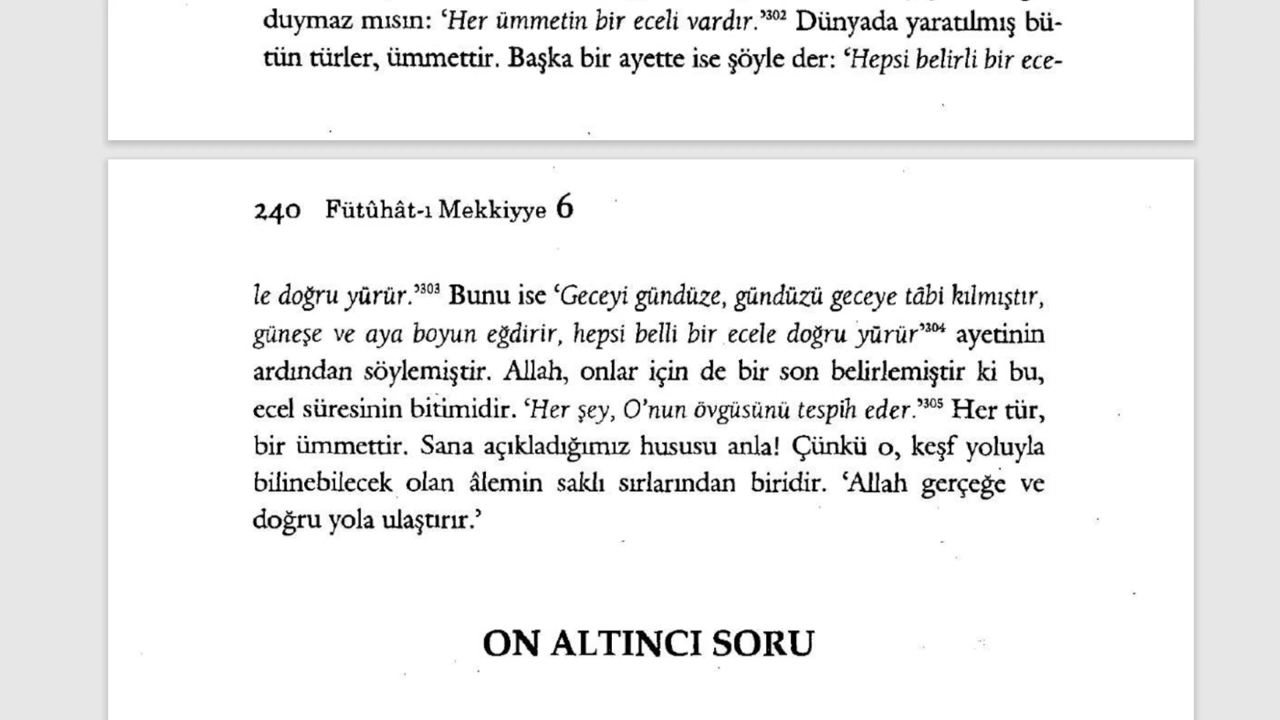 duymaz mısın: ‘Her ümmetin bir eceli vardır.’302 Dünyada yaratılmış bü-
tün türler, ümmettir. Başka bir ayette ise şöyle der: ‘Hepsi belirli bir ece-
240 Fütûhât-ı Mekkiyye 6
le doğru yürür.’303 Bunu ise ‘Geceyi gündüze, gündüzü geceye tâbi kılmıştır,
güneşe ve aya boyun eğdirir, hepsi belli bir ecele doğru yürür’304 ayetinin
ardından söylemiştir. Allah, onlar için de bir son belirlemiştir ki bu,
ecel süresinin bitimidir. ‘Her şey, O’nun övgüsünü tespih eder.’305 Her tür,
bir ümmettir. Sana açıkladığımız hususu anla! Çünkü o, keşf yoluyla
bilinebilecek olan âlemin saklı sırlarından biridir. ‘Allah gerçeğe ve
doğru yola ulaştırır.’
ON ALTINCI SORU